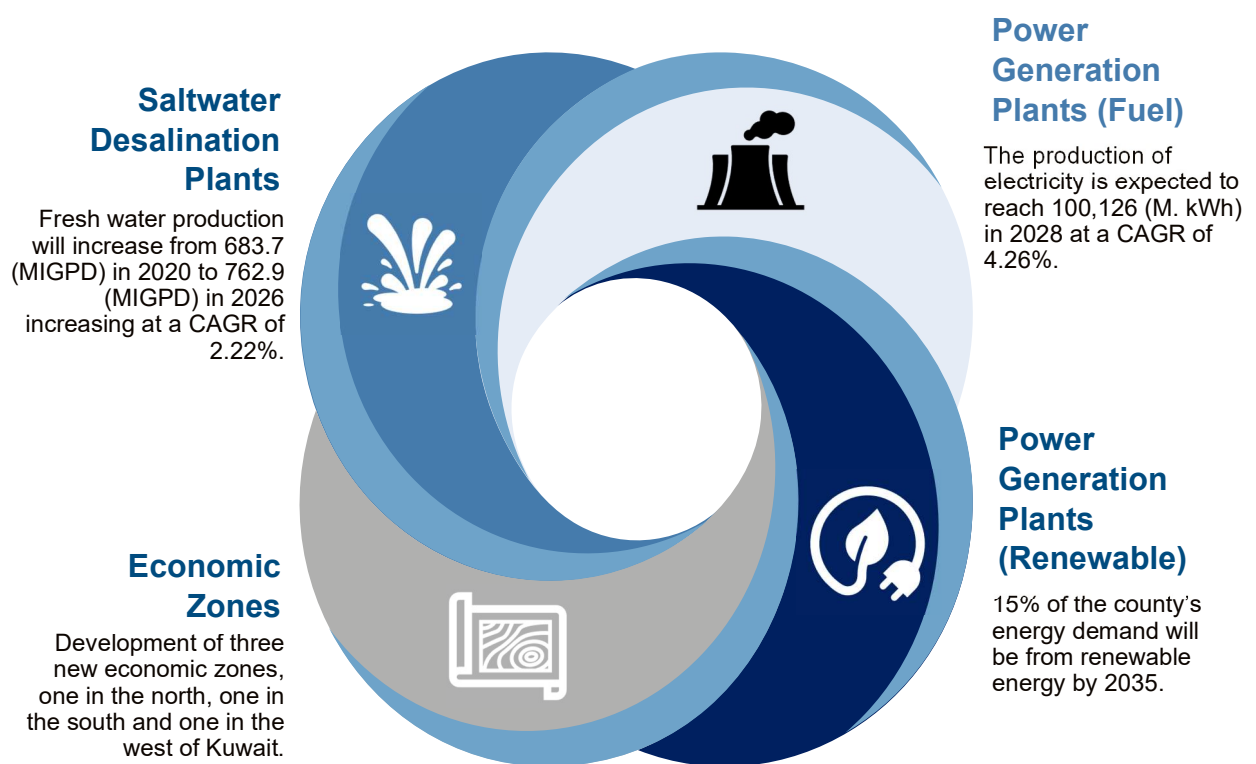 Saltwater
Desalination
Plants
Fresh water production
will increase from 683.7
(MIGPD) in 2020 to 762.9
(MIGPD) in 2026
increasing at a CAGR of
2.22%.
Power
Generation
Plants (Fuel)
The production of
electricity is expected to
reach 100,126 (M. kWh)
in 2028 at a CAGR of
4.26%.
Economic
Zones
Development of three
new economic zones,
one in the north, one in
the south and one in the
west of Kuwait.
Power
Generation
Plants
(Renewable)
15% of the county’s
energy demand will
be from renewable
energy by 2035.